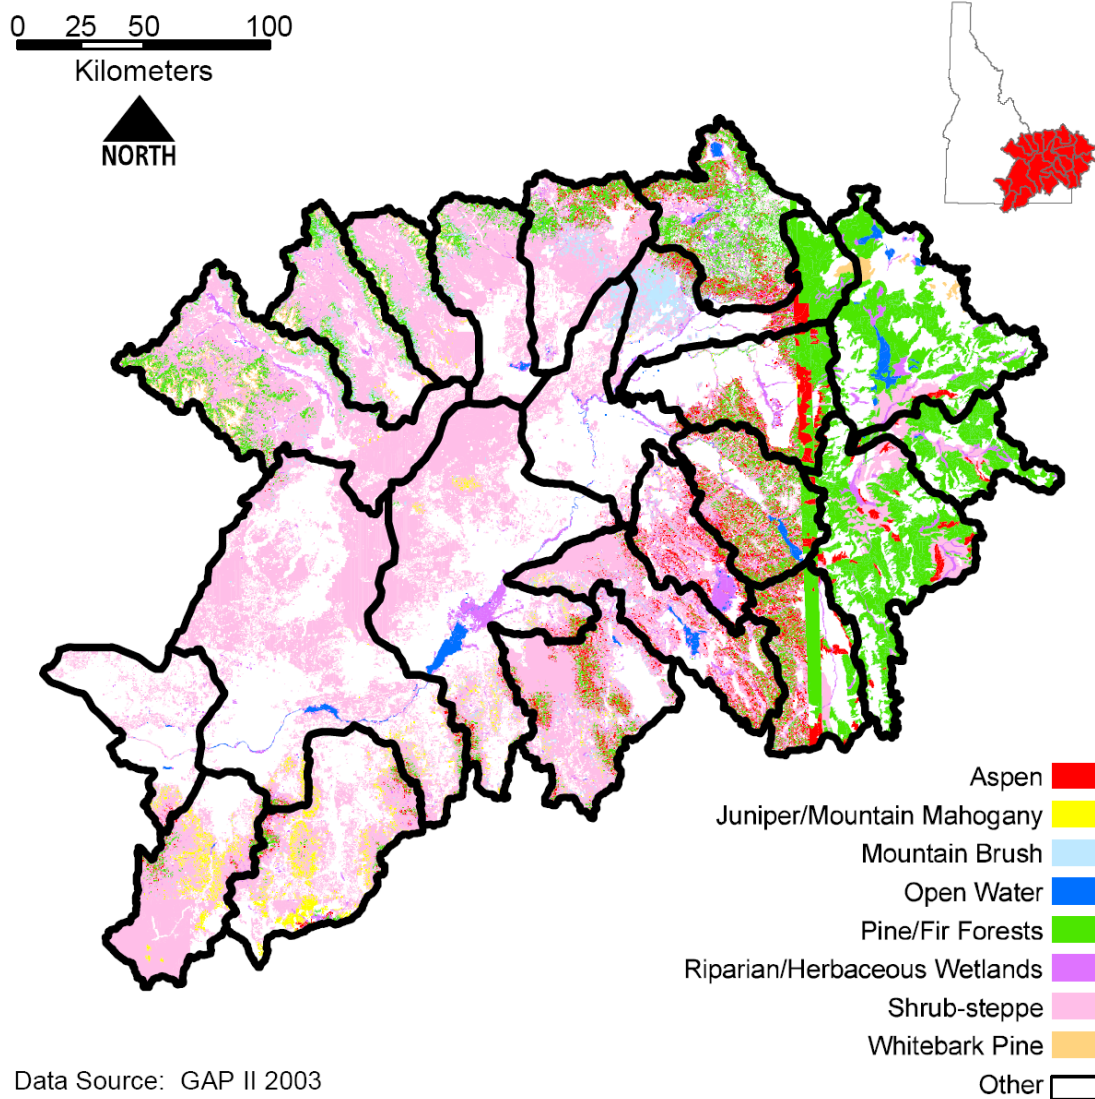 0 25 50 100
Kilometers
NORTH
Aspen
Juniper/Mountain Mahogany
Mountain Brush
Open Water
Pine/Fir Forests
Riparian/Herbaceous Wetlands
Shrub-steppe
Whitebark Pine
Other
Data Source: GAP II 2003